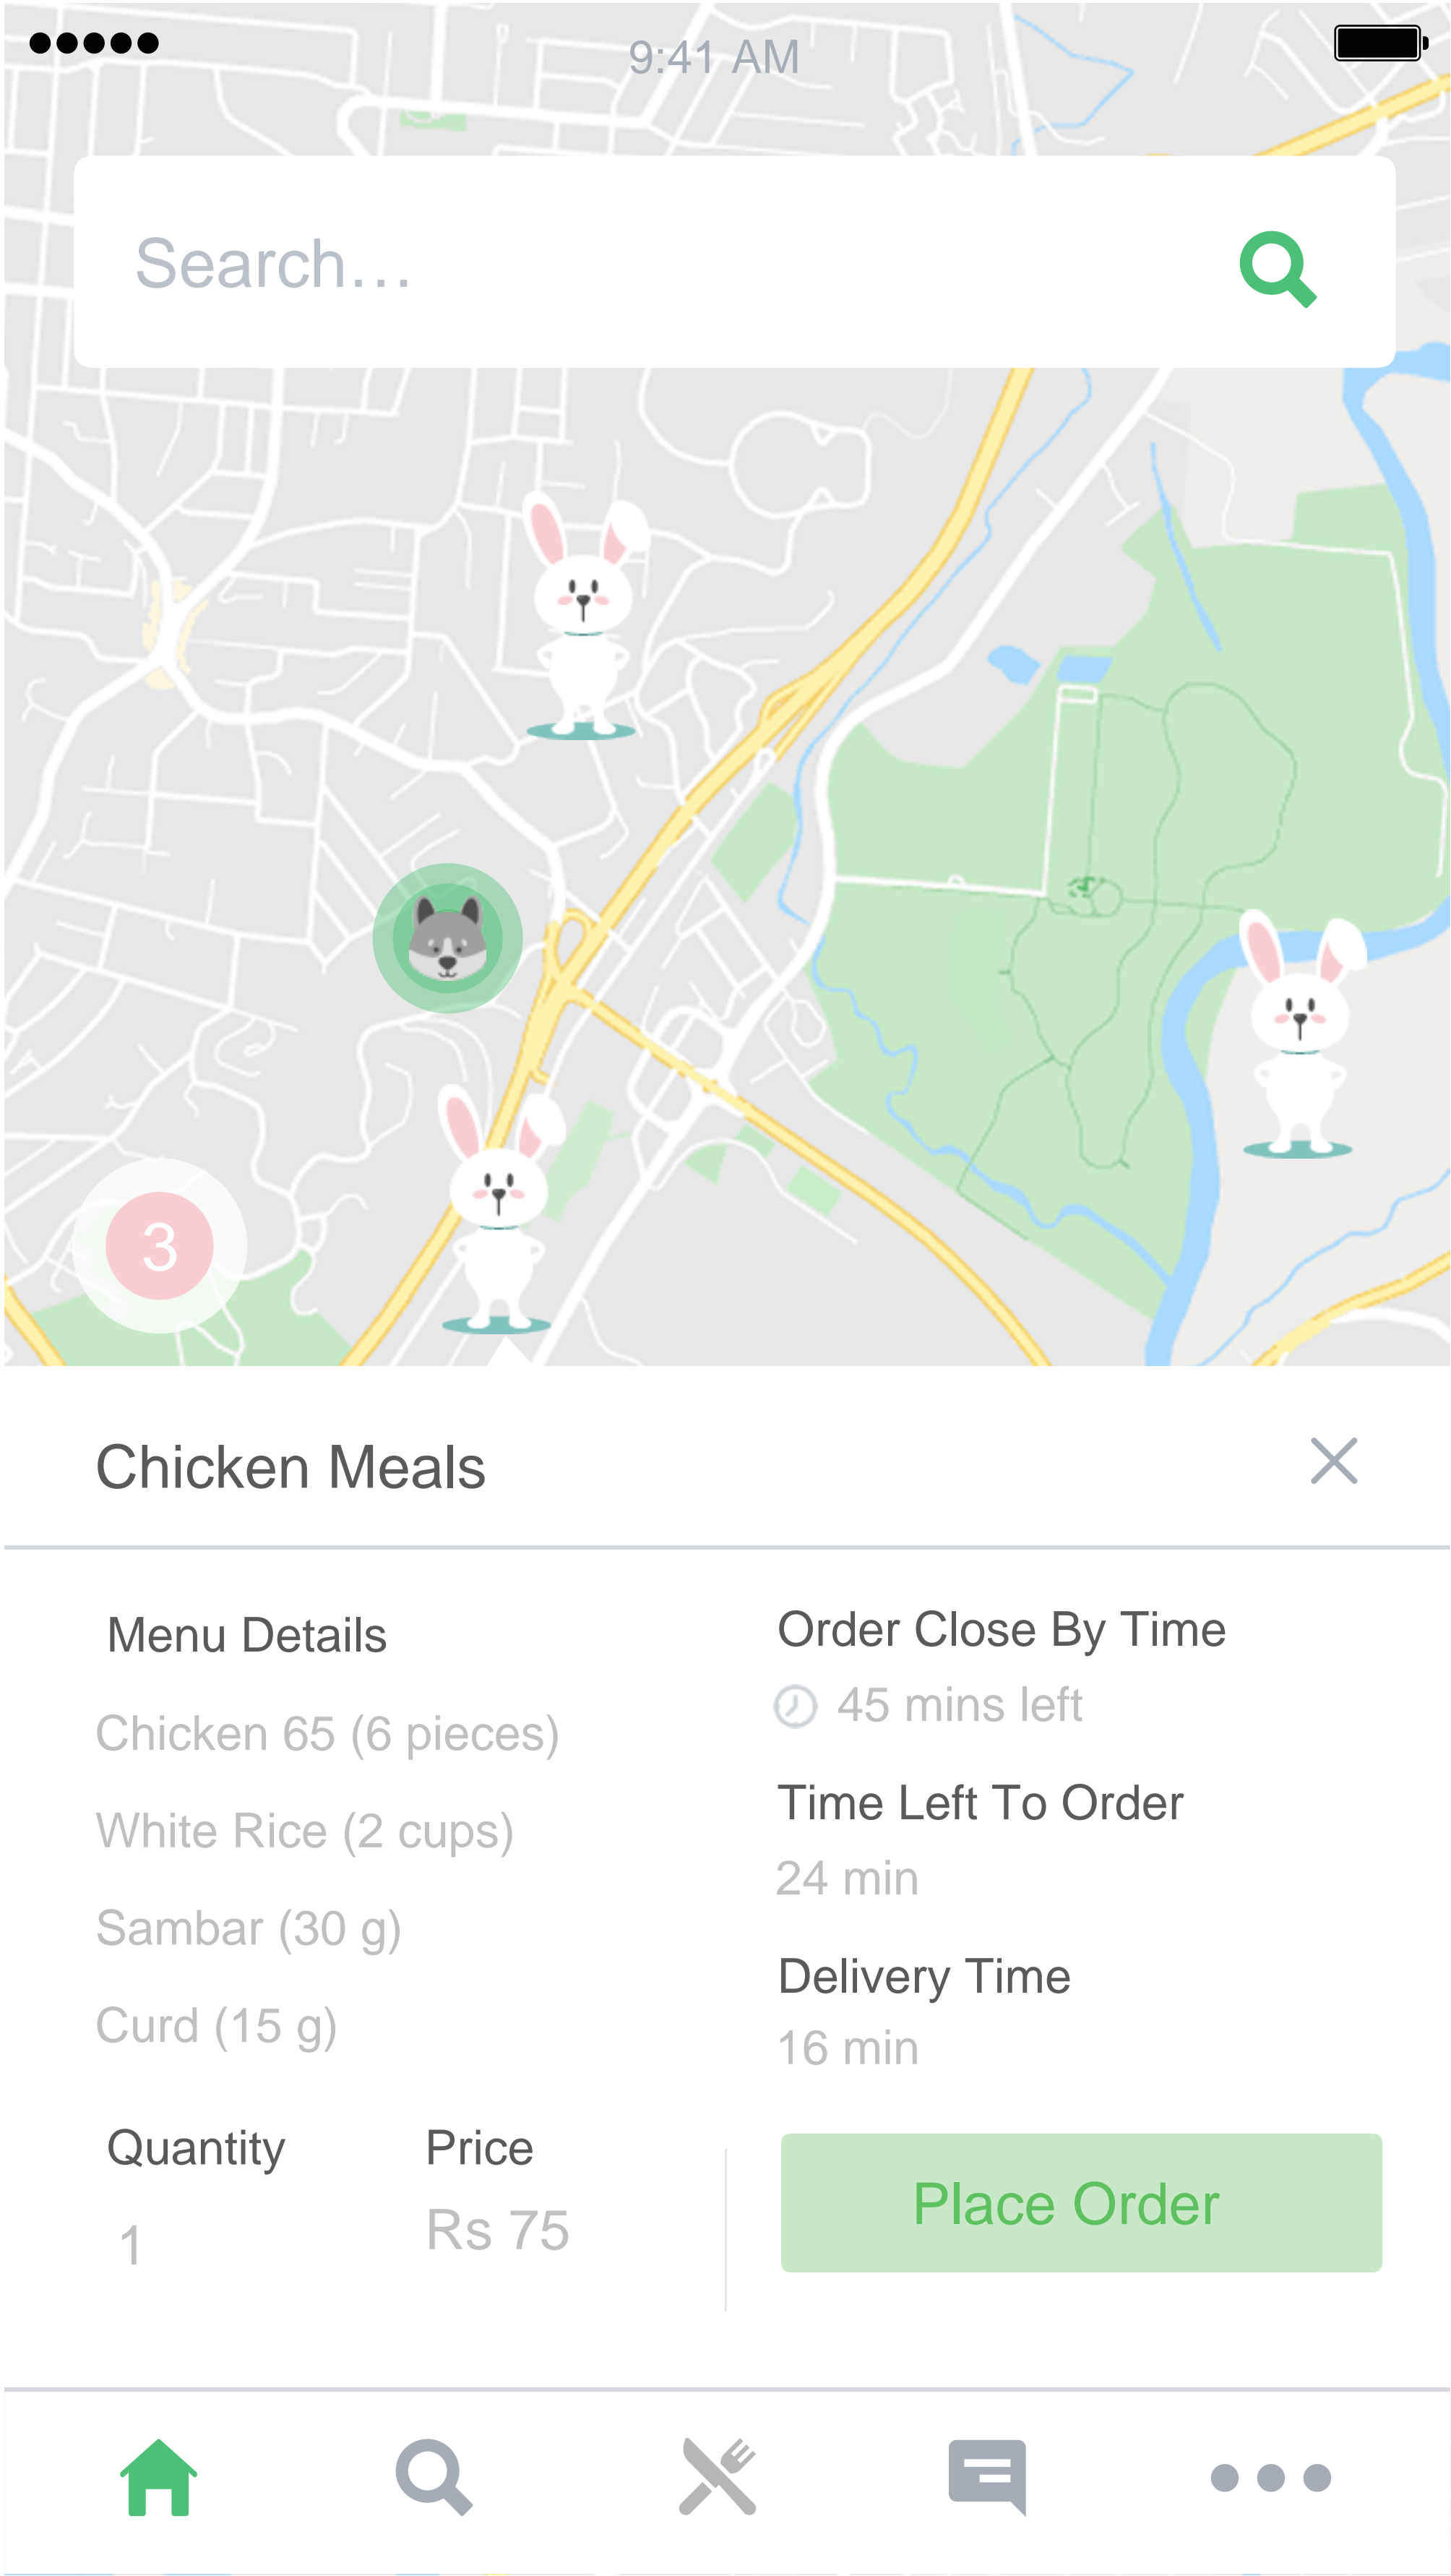 9:41 AM
Search...
3
Chicken Meals
Menu Details
Chicken 65 (6 pieces)
White Rice (2 cups)
Sambar (30 g)
Curd (15 g)
Order Close By Time
45 mins left
Time Left To Order
24 min
Delivery Time
16 min
Quantity
1
Price
Rs 75
Place Order